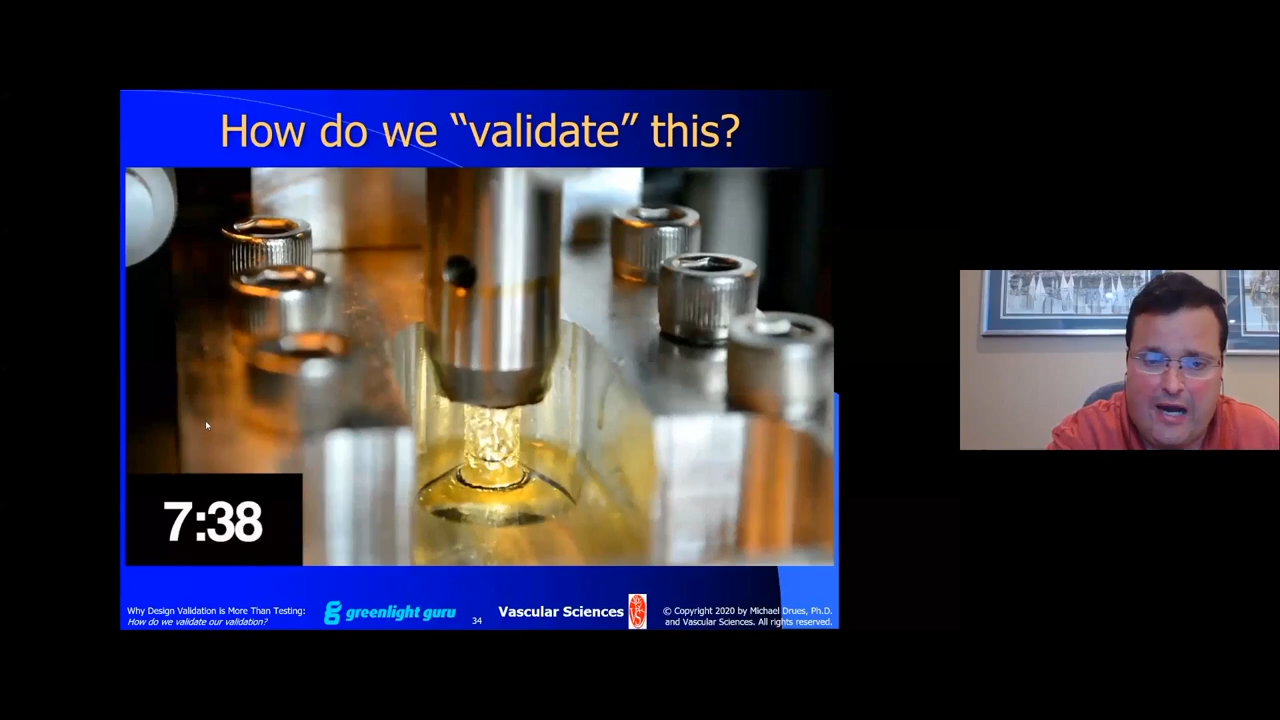 How do we “validate” this?
7:38
Why Design Validation is More Than Testing:
How do we validate our validation?
greenlight guru
34
Vascular Sciences
© Copyright 2020 by Michael Drues, Ph.D.
and Vascular Sciences. All rights reserved.